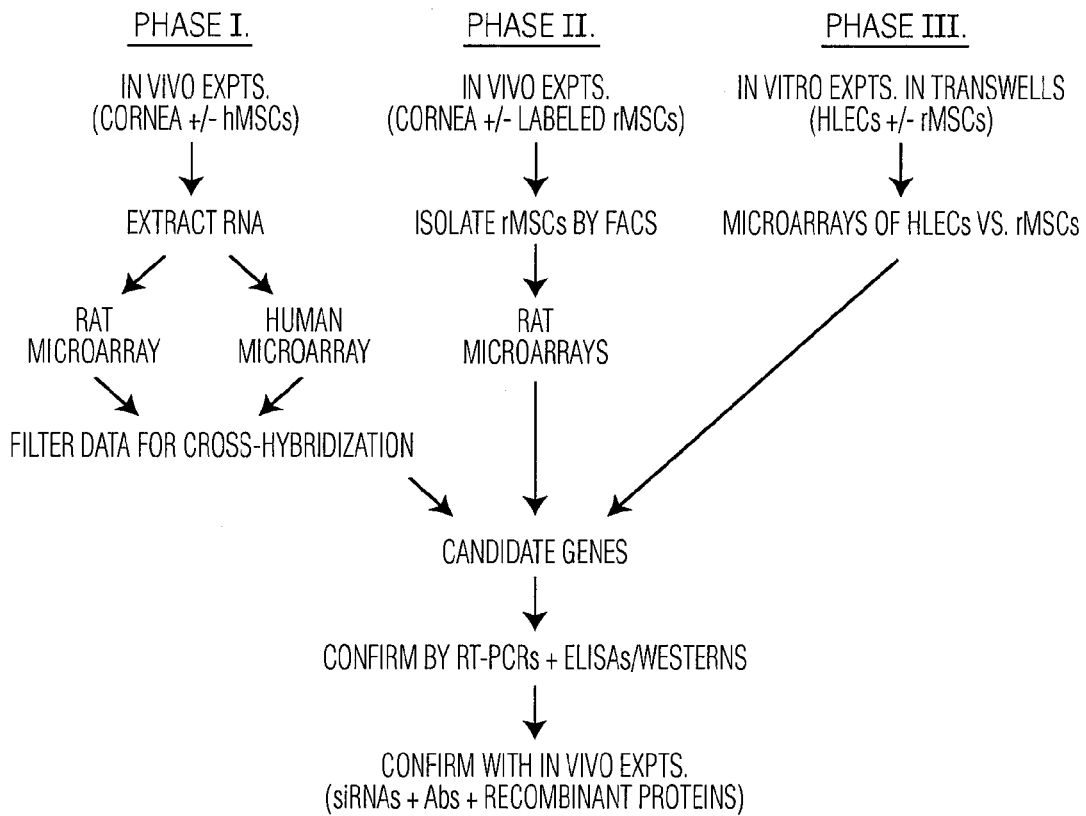 PHASE I.
IN VIVO EXPTS.
(CORNEA +/- hMSCs)
EXTRACT RNA
RAT
MICROARRAY
HUMAN
MICROARRAY
FILTER DATA FOR CROSS-HYBRIDIZATION
PHASE II.
IN VIVO EXPTS.
(CORNEA +/- LABELED rMSCs)
ISOLATE rMSCs BY FACS
RAT
MICROARRAYS
PHASE III.
IN VITRO EXPTS. IN TRANSWELLS
(HLECs +/- rMSCs)
MICROARRAYS OF HLECs VS. rMSCs
CANDIDATE GENES
CONFIRM BY RT-PCRs + ELISAs/WESTERNS
CONFIRM WITH IN VIVO EXPTS.
(siRNAs + Abs + RECOMBINANT PROTEINS)